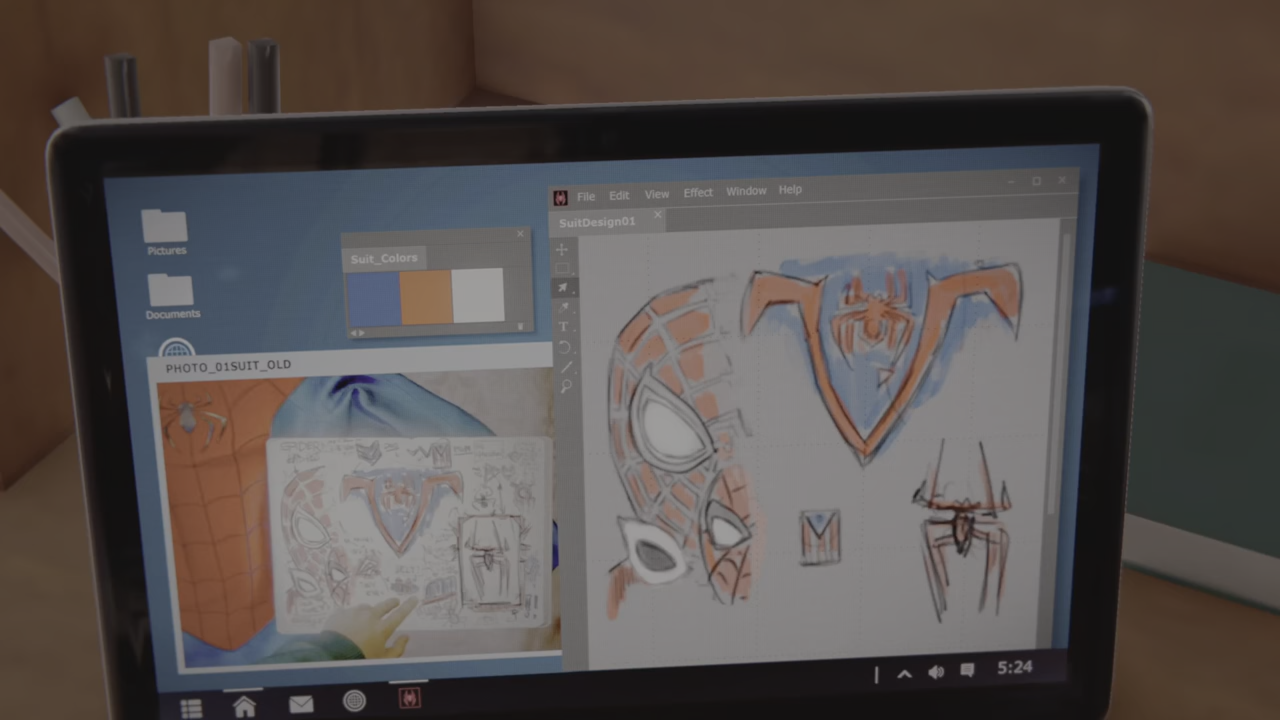 File Edit View Effect Window Help
SuitDesign01
Pictures
Suit_Colors
Documents
PHOTO_01SUIT_OLD
T
5:24